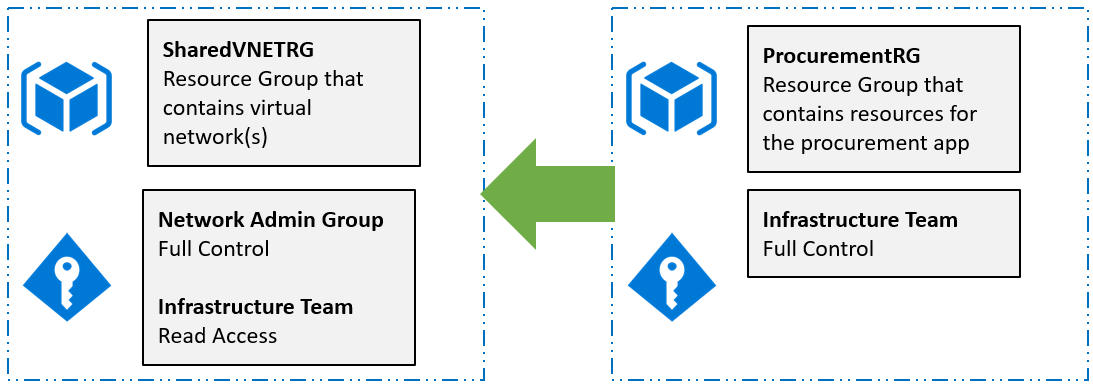 SharedVNETRG
Resource Group that
contains virtual
network(s)
Network Admin Group
Full Control
Infrastructure Team
Read Access
ProcurementRG
Resource Group that
contains resources for
the procurement app
Infrastructure Team
Full Control